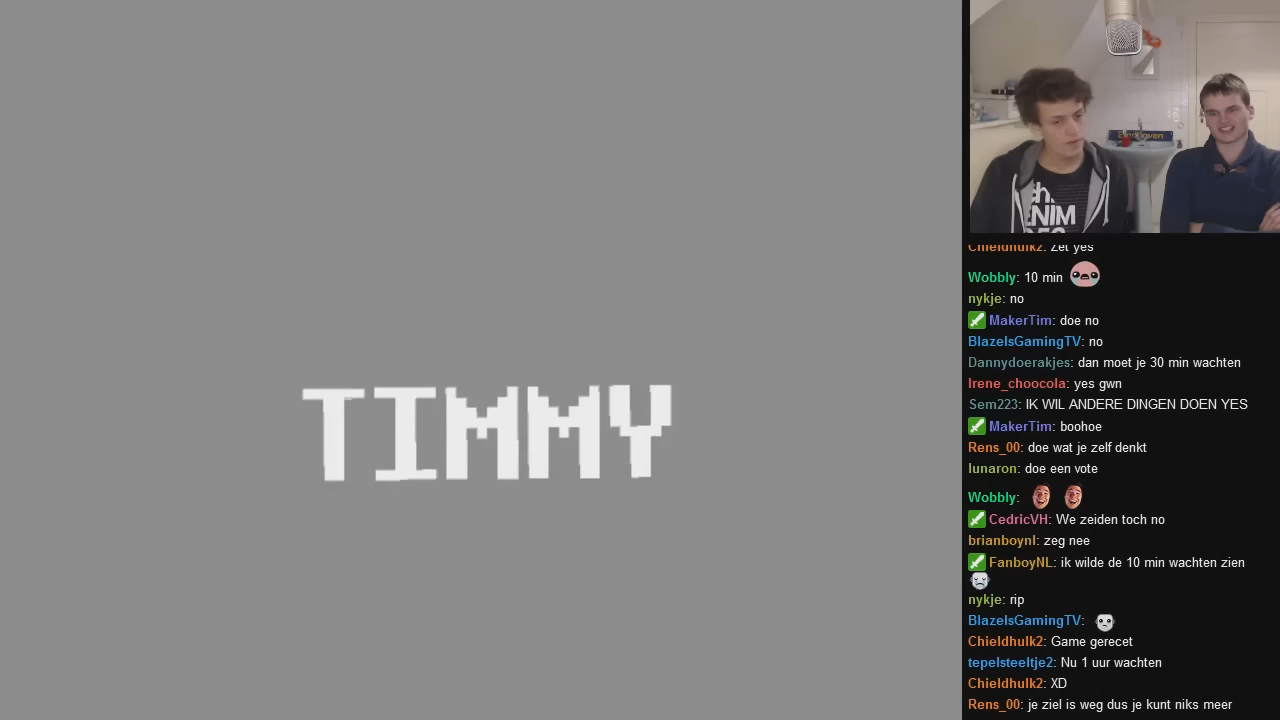 TIMMY
ENIM
Eindhoven
Chieldhulk2: Zet yes
Wobbly: 10 min
nykje: no
MakerTim: doe no
BlazeIsGamingTV: no
Dannydoerakjes: dan moet je 30 min wachten
Irene_choocola: yes gwn
Sem223: IK WIL ANDERE DINGEN DOEN YES
MakerTim: boohoe
Rens_00: doe wat je zelf denkt
lunaron: doe een vote
Wobbly:
CedricVH: We zeiden toch no
brianboynl: zeg nee
FanboyNL: ik wilde de 10 min wachten zien
nykje: rip
BlazeIsGamingTV:
Chieldhulk2: Game gerecet
tepelsteeltje2: Nu 1 uur wachten
Chieldhulk2: XD
Rens_00: je ziel is weg dus je kunt niks meer